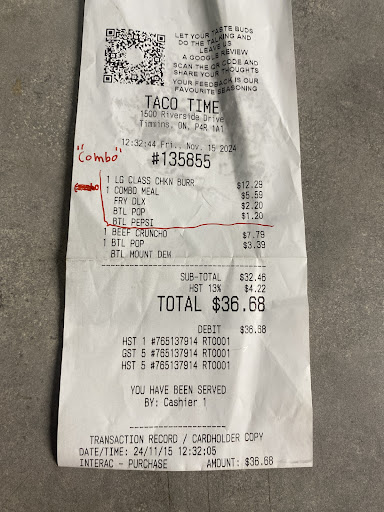 LET YOUR TASTE BUDS
DO THE TALKING AND
LEAVE US
A GOOGLE REVIEW
SCAN THE QR CODE AND
SHARE YOUR THOUGHTS
YOUR FEEDBACK IS OUR
FAVOURITE SEASONING
TACO TIME
1500 Riverside Drive
Timmins, ON, P4R 1A1
12:32:44 Fri., Nov. 15 2024
"Combo"
#135855
1 LG CLASS CHKN BURR $12.29
1 COMBO MEAL $5.59
FRY DLX $2.20
BTL POP $1.20
BTL PEPSI
1 BEEF CRUNCHO $7.79
1 BTL POP $3.39
BTL MOUNT DEW
SUB-TOTAL $32.46
HST 13% $4.22
TOTAL $36.68
DEBIT $36.68
HST 1 #765137914 RT0001
GST 5 #765137914 RT0001
HST 5 #765137914 RT0001
YOU HAVE BEEN SERVED
BY: Cashier 1
TRANSACTION RECORD / CARDHOLDER COPY
DATE/TIME: 24/11/15 12:32:05
INTERAC - PURCHASE AMOUNT: $36.68